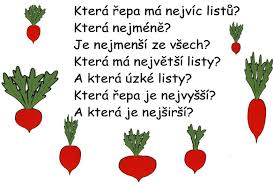 Která řepa má nejvíc listů?
Která nejméně?
Je nejmenší ze všech?
Která má největší listy?
A která úzké listy?
Která řepa je nejvyšší?
A která je nejširší?